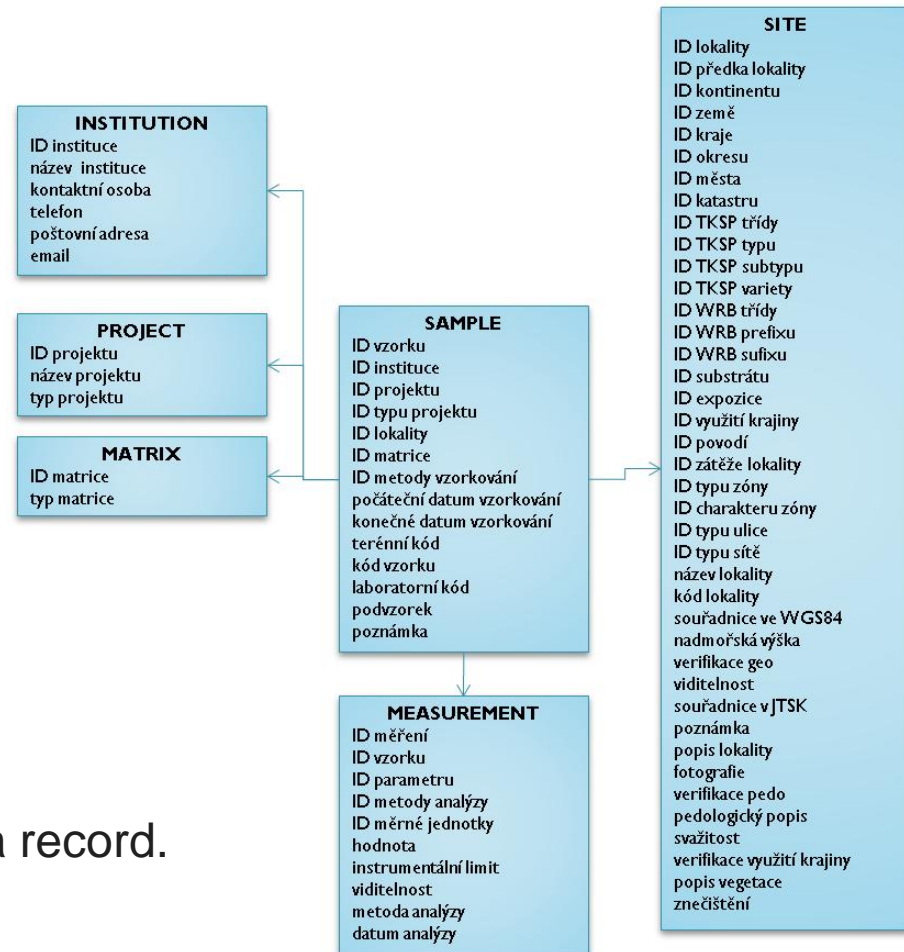 INSTITUTION
ID instituce
název instituce
kontaktní osoba
telefon
poštovní adresa
email
PROJECT
ID projektu
název projektu
typ projektu
MATRIX
ID matrice
typ matrice
SAMPLE
ID vzorku
ID instituce
ID projektu
ID typu projektu
ID lokality
ID matrice
ID metody vzorkování
počáteční datum vzorkování
konečné datum vzorkování
terénní kód
kód vzorku
laboratorní kód
podvzorek
poznámka
MEASUREMENT
ID měření
ID vzorku
ID parametru
ID metody analýzy
ID měrné jednotky
hodnota
instrumentální limit
viditelnost
metoda analýzy
datum analýzy
SITE
ID lokality
ID předka lokality
ID kontinentu
ID země
ID kraje
ID okresu
ID města
ID katastru
ID TKSP třídy
ID TKSP typu
ID TKSP subtypu
ID TKSP variety
ID WRB třídy
ID WRB prefixu
ID WRB sufixu
ID substrátu
ID expozice
ID využití krajiny
ID povodí
ID zátěže lokality
ID typu zóny
ID charakteru zóny
ID typu ulice
ID typu sítě
název lokality
kód lokality
souřadnice ve WGS84
nadmořská výška
verifikace geo
viditelnost
souřadnice v JTSK
poznámka
popis lokality
fotografie
verifikace pedo
pedologický popis
svažitost
verifikace využití krajiny
popis vegetace
znečištění
a record.